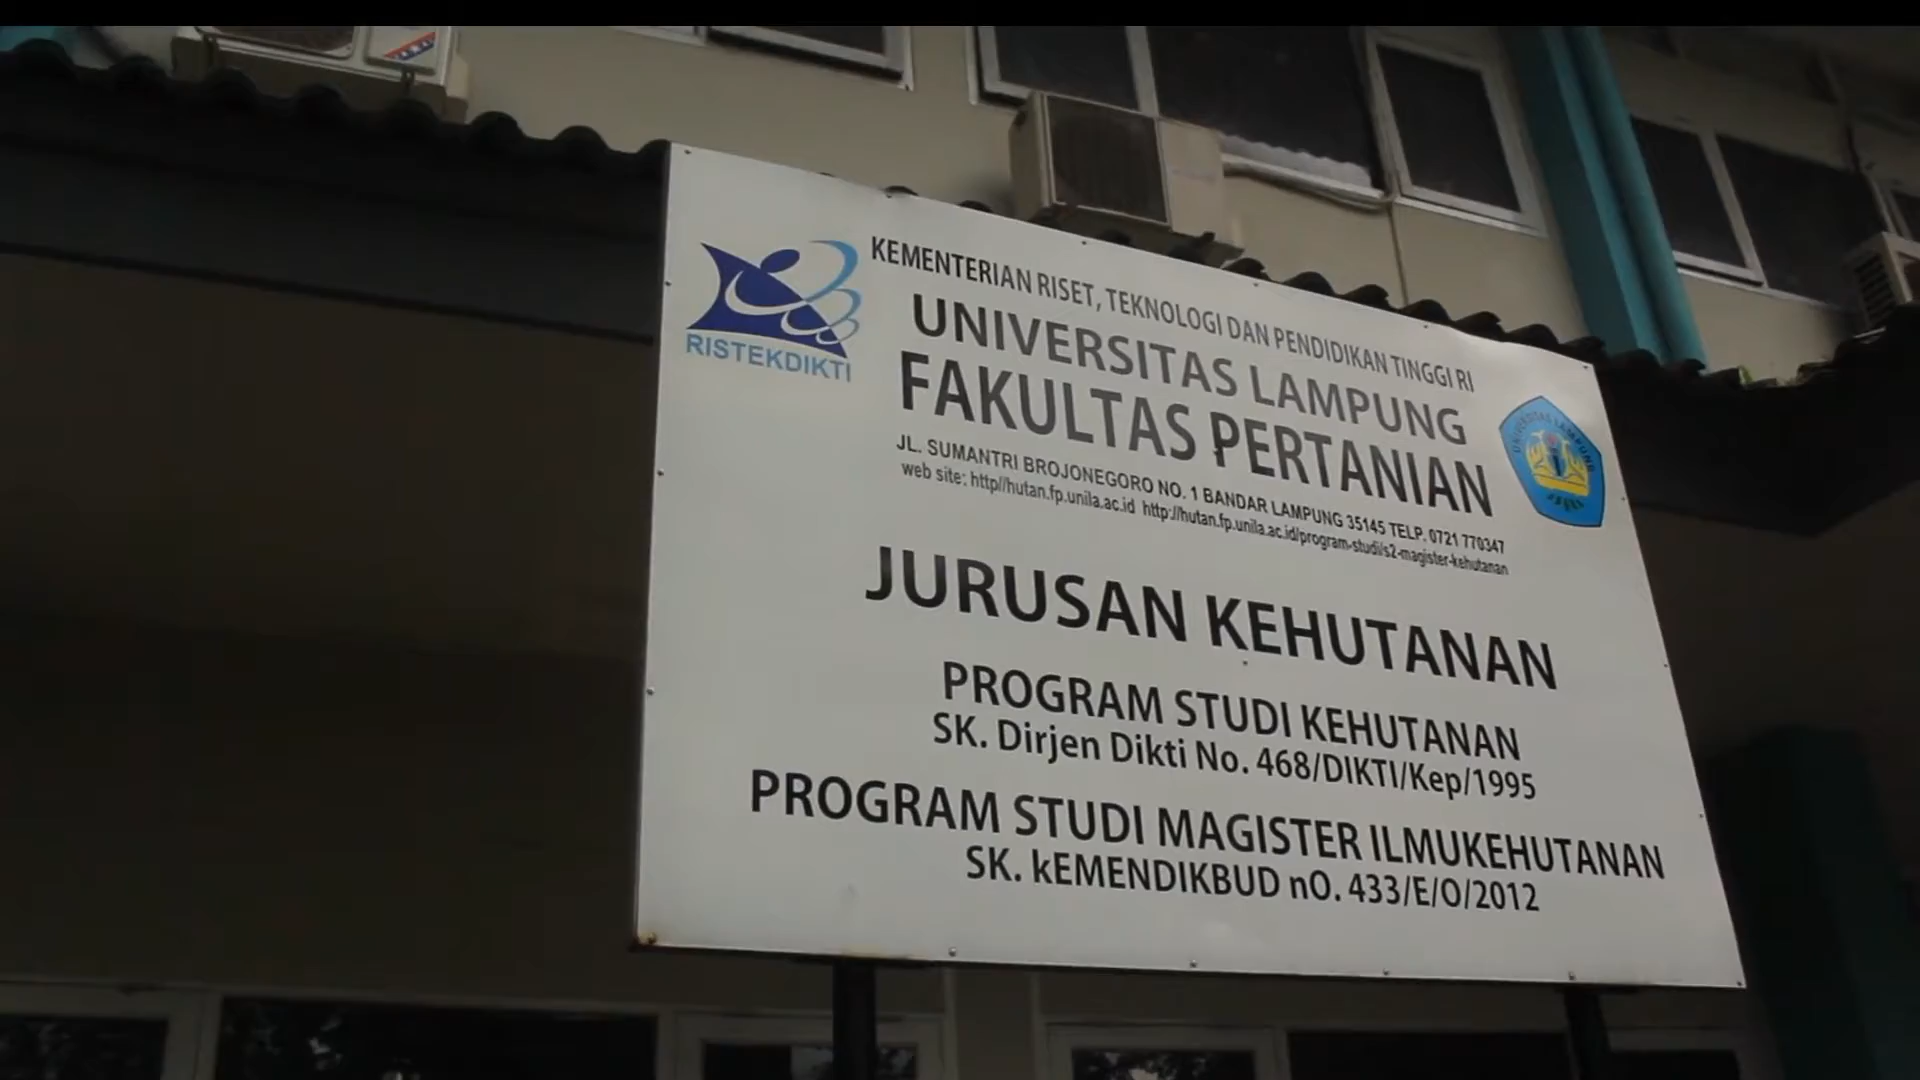 KEMENTERIAN RISET, TEKNOLOGI DAN PENDIDIKAN TINGGI RI
UNIVERSITAS LAMPUNG
FAKULTAS PERTANIAN
JL. SUMANTRI BROJONEGORO NO. 1 BANDAR LAMPUNG 35145 TELP. 0721 770347
web site: http//hutan.fp.unila.ac.id http://hutan.fp.unila.ac.id/program-studi/s2-magister-kehutanan
RISTEKDIKTI
UNIVERSITAS LAMPUNG
JURUSAN KEHUTANAN
PROGRAM STUDI KEHUTANAN
SK. Dirjen Dikti No. 468/DIKTI/Kep/1995
PROGRAM STUDI MAGISTER ILMUKEHUTANAN
SK. kEMENDIKBUD nO. 433/E/O/2012